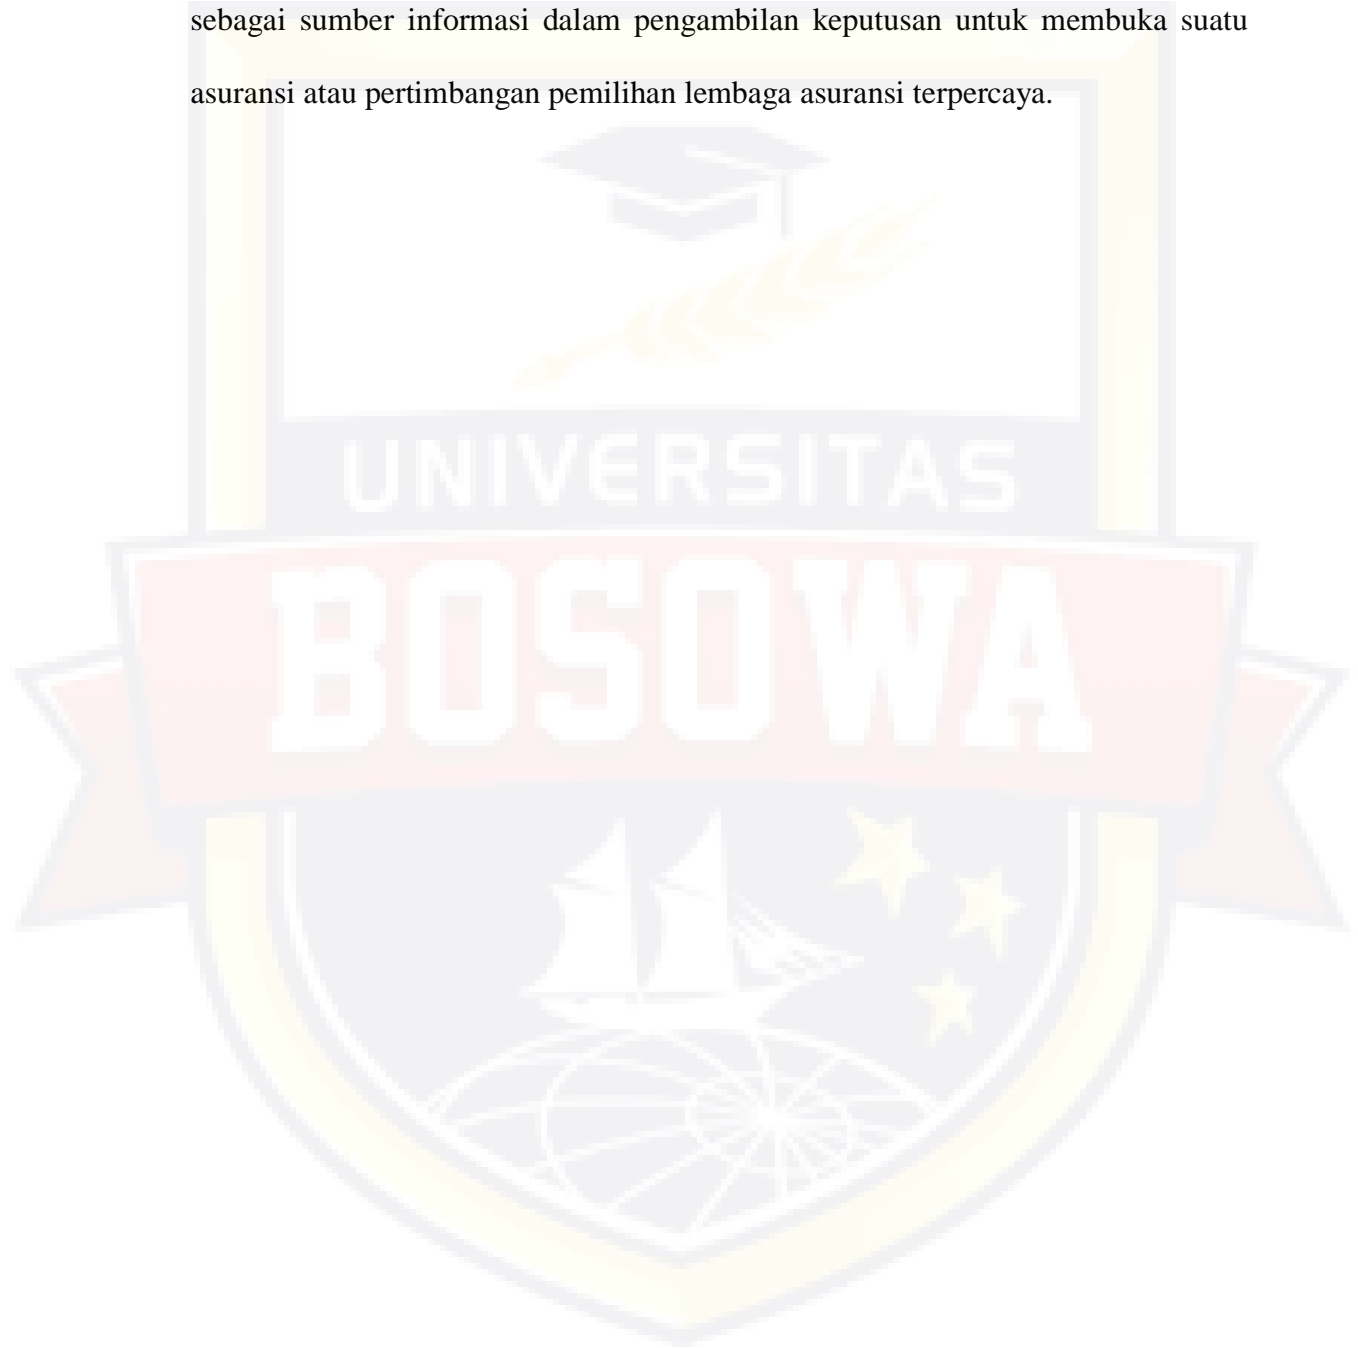 sebagai sumber informasi dalam pengambilan keputusan untuk membuka suatu
asuransi atau pertimbangan pemilihan lembaga asuransi terpercaya.
UNIVERSITAS
BOSOWA